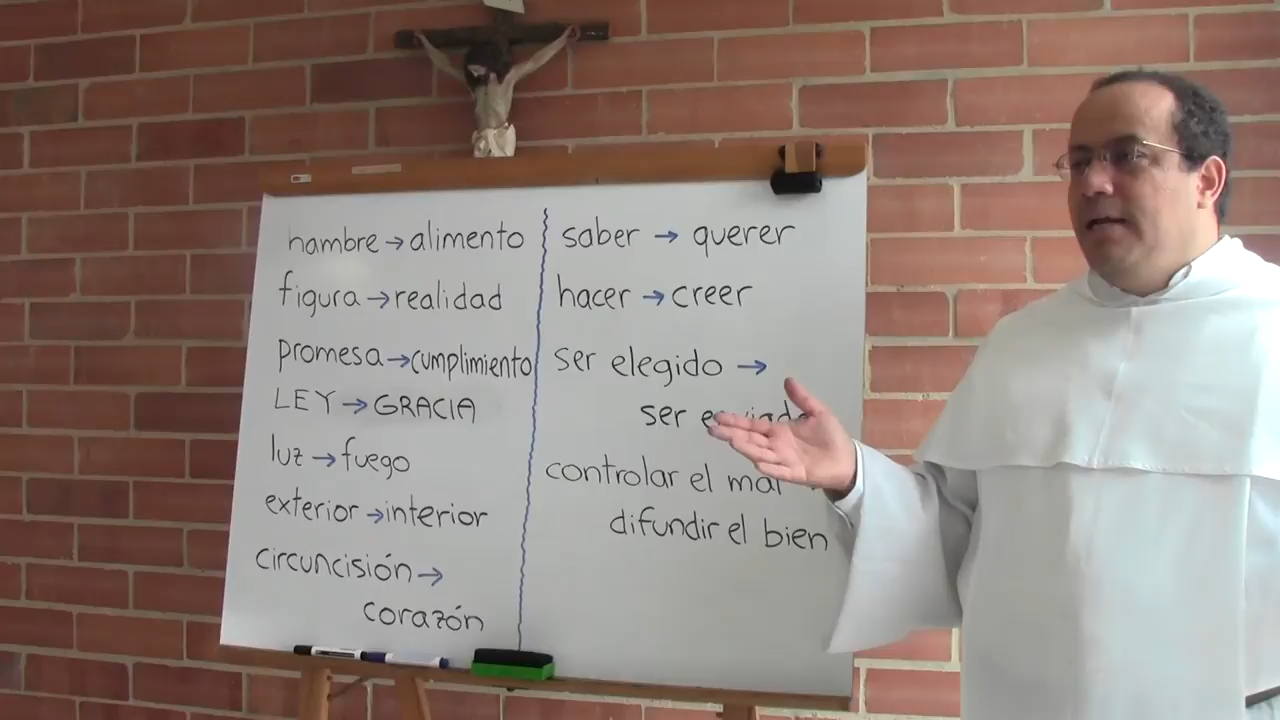 hambre → alimento
figura → realidad
promesa → cumplimiento
LEY → GRACIA
luz → fuego
exterior → interior
circuncisión →
corazón
saber → querer
hacer → creer
ser elegido →
ser
controlar el mal
difundir el bien